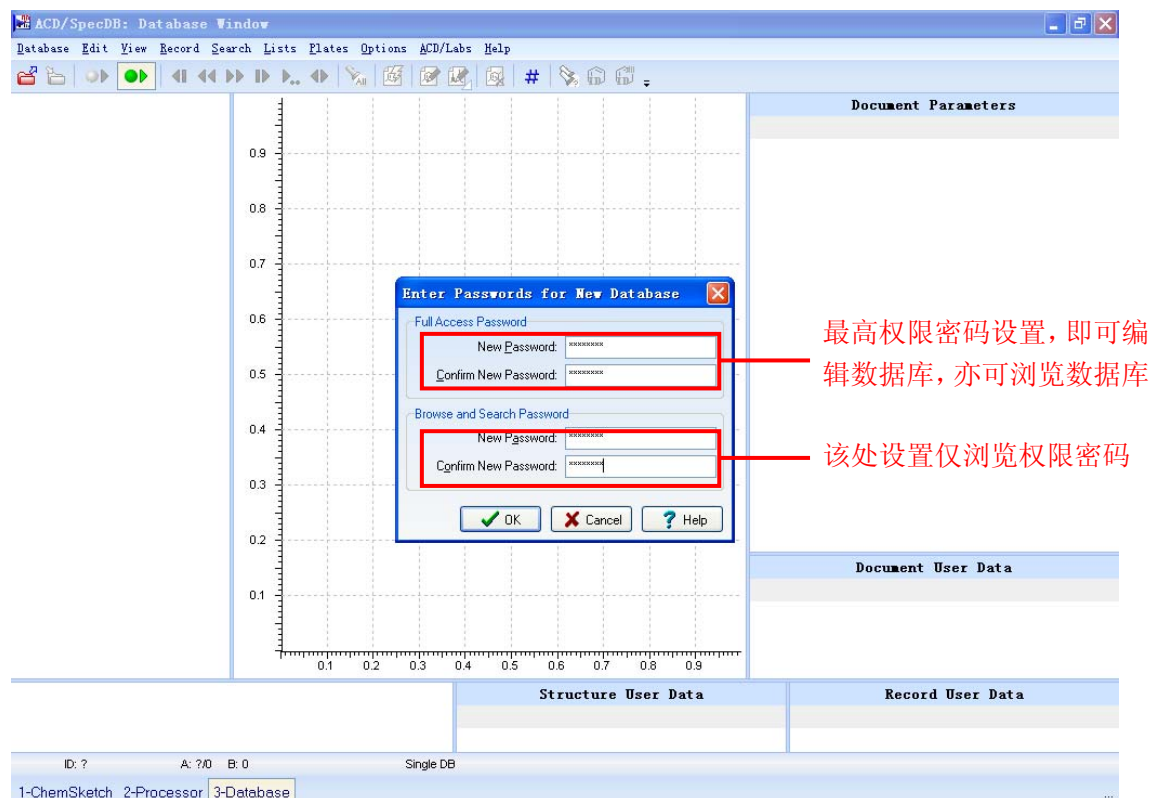 ACD/SpecDB: Database Window
Database Edit View Record Search Lists Plates Options ACD/Labs Help
All #
Document Parameters
0.9
0.8
0.7
0.6
0.5
0.4
0.3
0.2
0.1
0.1 0.2 0.3 0.4 0.5 0.6 0.7 0.8 0.9
Enter Passwords for New Database
Full Access Password
New Password: ********
Confirm New Password: ********
Browse and Search Password
New Password: ********
Confirm New Password: ********
OK Cancel ? Help
最高权限密码设置，即可编
辑数据库，亦可浏览数据库
该处设置仅浏览权限密码
Document User Data
Structure User Data
Record User Data
ID: ? A: ?/0 B: 0 Single DB
1-ChemSketch 2-Processor 3-Database ...